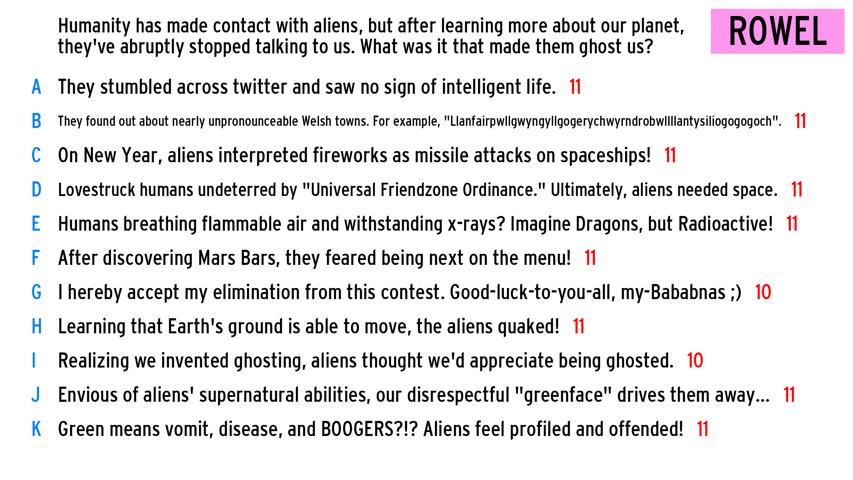 Humanity has made contact with aliens, but after learning more about our planet,
they've abruptly stopped talking to us. What was it that made them ghost us?
ROWEL
A They stumbled across twitter and saw no sign of intelligent life. 11
B They found out about nearly unpronounceable Welsh towns. For example, "Llanfairpwllgwyngyllgogerychwyrndrobwllllantysiliogogogoch". 11
C On New Year, aliens interpreted fireworks as missile attacks on spaceships! 11
D Lovestruck humans undeterred by "Universal Friendzone Ordinance." Ultimately, aliens needed space. 11
E Humans breathing flammable air and withstanding x-rays? Imagine Dragons, but Radioactive! 11
F After discovering Mars Bars, they feared being next on the menu! 11
G I hereby accept my elimination from this contest. Good-luck-to-you-all, my-Bababnas ;) 10
H Learning that Earth's ground is able to move, the aliens quaked! 11
I Realizing we invented ghosting, aliens thought we'd appreciate being ghosted. 10
J Envious of aliens' supernatural abilities, our disrespectful "greenface" drives them away... 11
K Green means vomit, disease, and BOOGERS?!? Aliens feel profiled and offended! 11